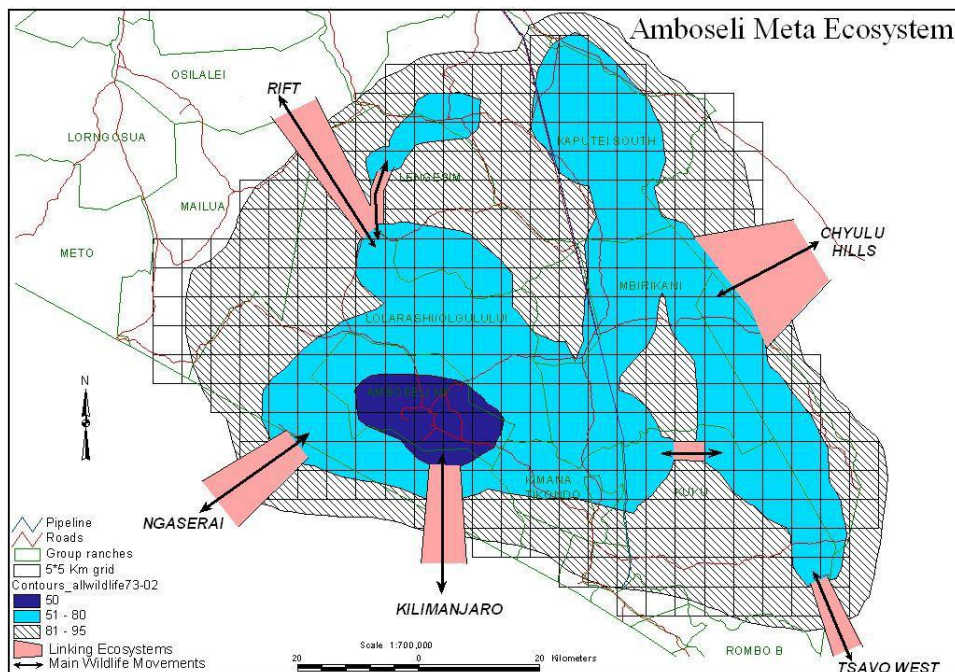 Amboseli Meta Ecosystem
OSILALEI
RIFT
LORNGOSUA
KAPUTEI SOUTH
LENGESIM
MAILUA
METO
CHYULU
HILLS
MBIRIKANI
LOLARASHI/OLGULULUI
N
KIMANA
TIKONDO
KUKU
NGASERAI
KILIMANJARO
ROMBO B
TSAVO WEST
Pipeline
Roads
Group ranches
5*5 Km grid
Contours_allwildlife73-02
50
51 - 80
81 - 95
Linking Ecosystems
Main Wildlife Movements
Scale 1:700,000
20 0 20 Kilometers